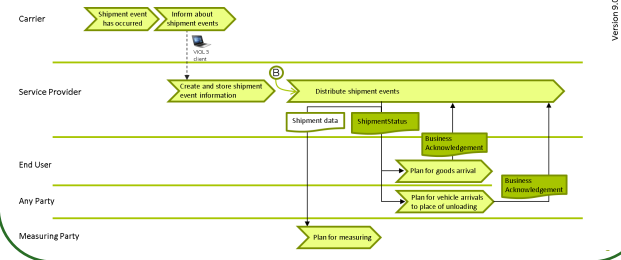 Carrier
Shipment event
has occurred
Inform about
shipment events
VIOL 3
client
Version 9.0
Service Provider
Create and store shipment
event information
B
Distribute shipment events
Shipment data
ShipmentStatus
Business
Acknowledgement
End User
Plan for goods arrival
Business
Acknowledgement
Any Party
Plan for vehicle arrivals
to place of unloading
Measuring Party
Plan for measuring